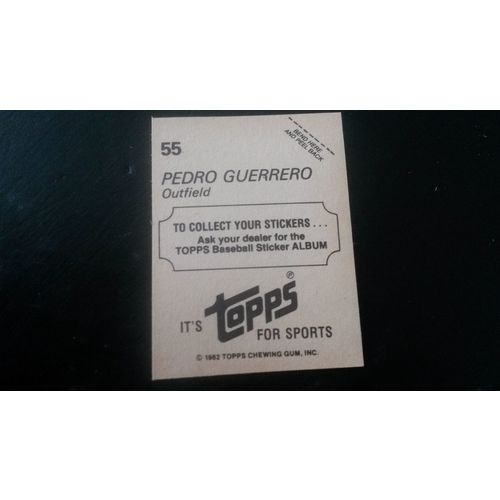 55
BEND HERE
AND PEEL BACK
PEDRO GUERRERO
Outfield
TO COLLECT YOUR STICKERS . . .
Ask your dealer for the
TOPPS Baseball Sticker ALBUM
IT'S topps ®
FOR SPORTS
© 1982 TOPPS CHEWING GUM, INC.